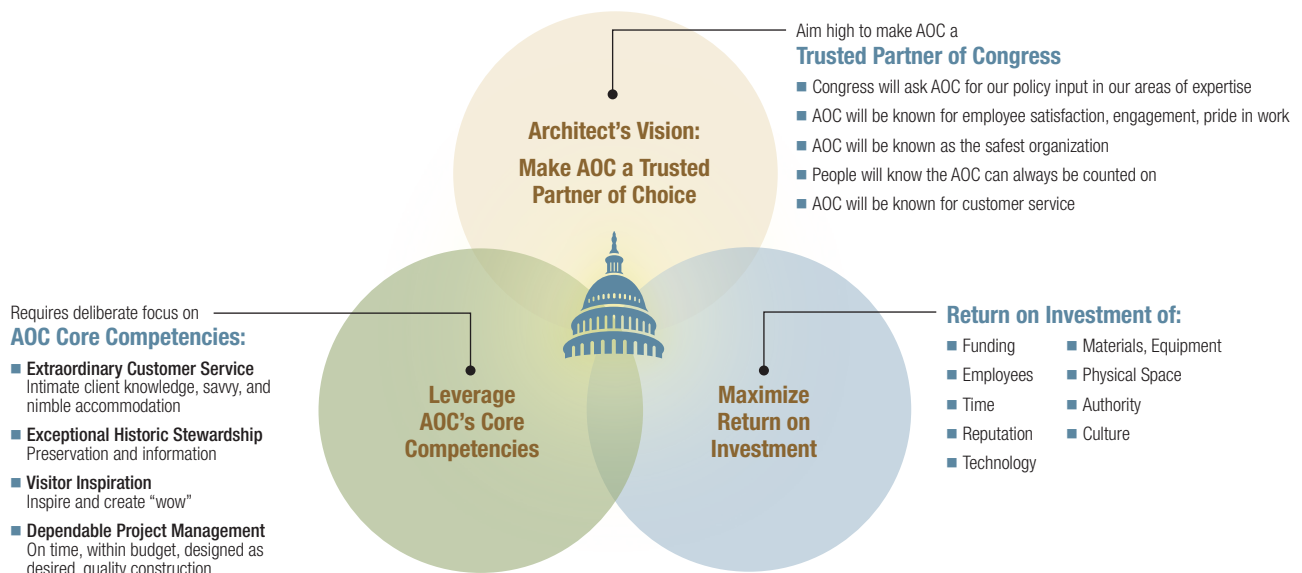 Aim high to make AOC a
Trusted Partner of Congress
■ Congress will ask AOC for our policy input in our areas of expertise
■ AOC will be known for employee satisfaction, engagement, pride in work
■ AOC will be known as the safest organization
■ People will know the AOC can always be counted on
■ AOC will be known for customer service
Architect’s Vision:
Make AOC a Trusted
Partner of Choice
Requires deliberate focus on
AOC Core Competencies:
■ Extraordinary Customer Service
Intimate client knowledge, savvy, and
nimble accommodation
■ Exceptional Historic Stewardship
Preservation and information
■ Visitor Inspiration
Inspire and create “wow”
■ Dependable Project Management
On time, within budget, designed as
desired, quality construction
Leverage
AOC’s Core
Competencies
Maximize
Return on
Investment
Return on Investment of:
■ Funding
■ Employees
■ Time
■ Reputation
■ Technology
■ Materials, Equipment
■ Physical Space
■ Authority
■ Culture